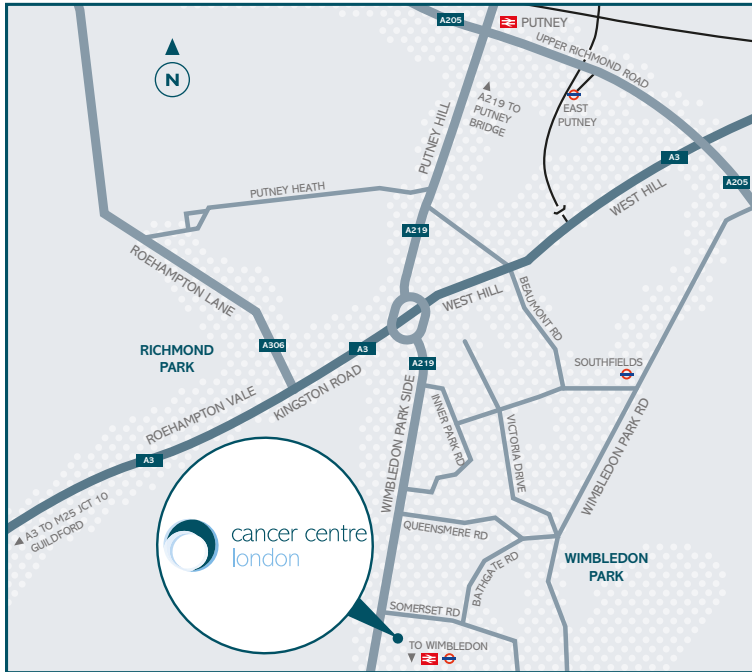 A205
PUTNEY
UPPER RICHMOND ROAD
N
A219 TO
PUTNEY
BRIDGE
EAST
PUTNEY
PUTNEY HILL
A3
A205
PUTNEY HEATH
WEST HILL
A219
ROEHAMPTON LANE
WEST HILL
BEAUMONT RD
RICHMOND
PARK
A306
A3
A219
SOUTHFIELDS
KINGSTON ROAD
ROEHAMPTON VALE
WIMBLEDON PARK SIDE
INNER PARK RD
VICTORIA DRIVE
WIMBLEDON PARK RD
A3
A3 TO M25 JCT 10
GUILDFORD
cancer centre
london
QUEENSMERE RD
BATHGATE RD
WIMBLEDON
PARK
SOMERSET RD
TO WIMBLEDON